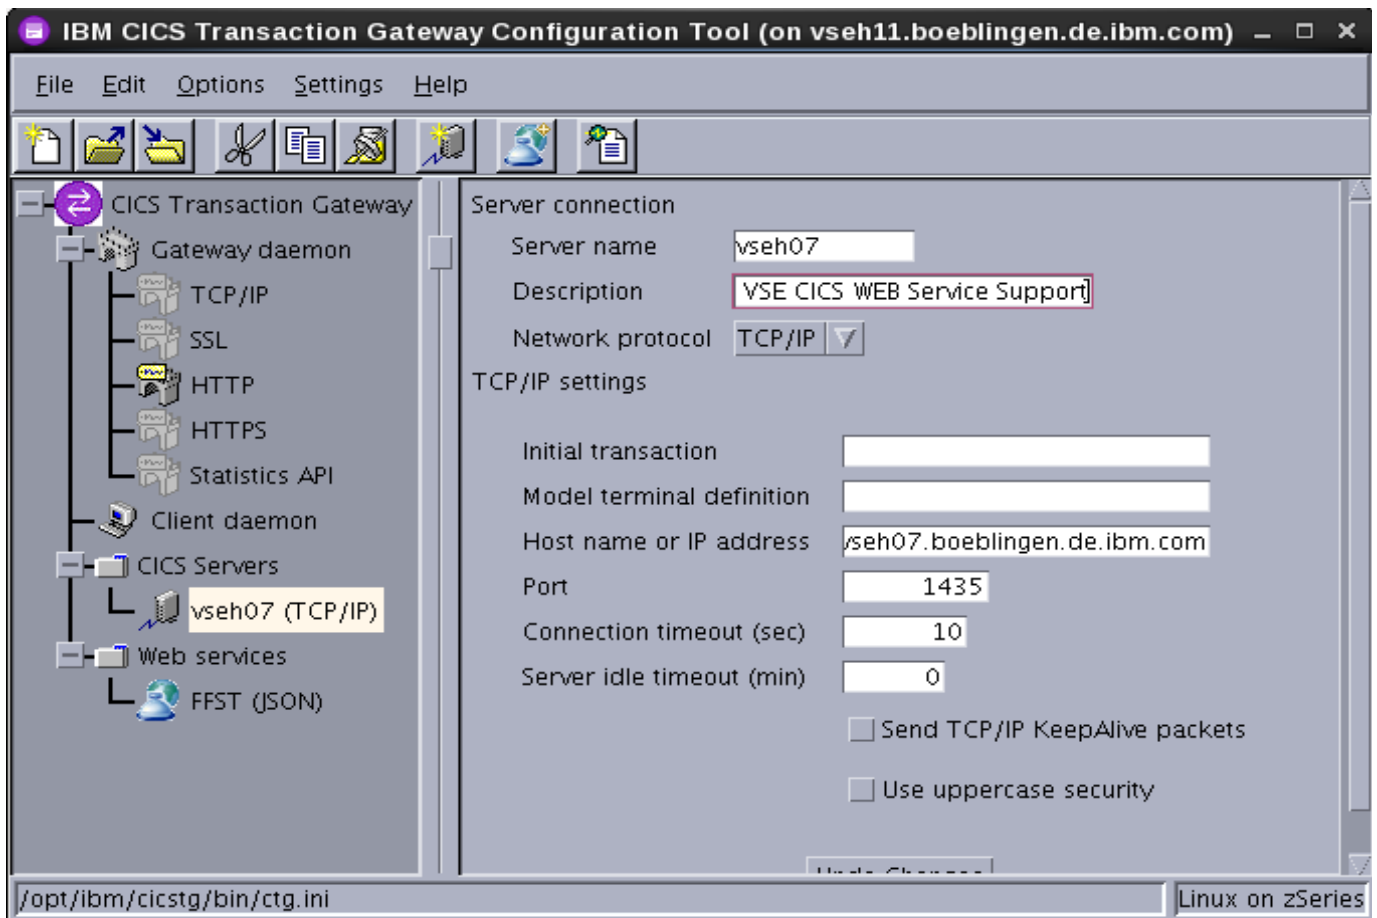 IBM CICS Transaction Gateway Configuration Tool (on vseh11.boeblingen.de.ibm.com)
File Edit Options Settings Help
CICS Transaction Gateway
Gateway daemon
TCP/IP
SSL
HTTP
HTTPS
Statistics API
Client daemon
CICS Servers
vseh07 (TCP/IP)
Web services
FFST (JSON)
Server connection
Server name vseh07
Description VSE CICS WEB Service Support
Network protocol TCP/IP
TCP/IP settings
Initial transaction
Model terminal definition
Host name or IP address vseh07.boeblingen.de.ibm.com
Port 1435
Connection timeout (sec) 10
Server idle timeout (min) 0
Send TCP/IP KeepAlive packets
Use uppercase security
Undo Changes
/opt/ibm/cicstg/bin/ctg.ini
Linux on zSeries